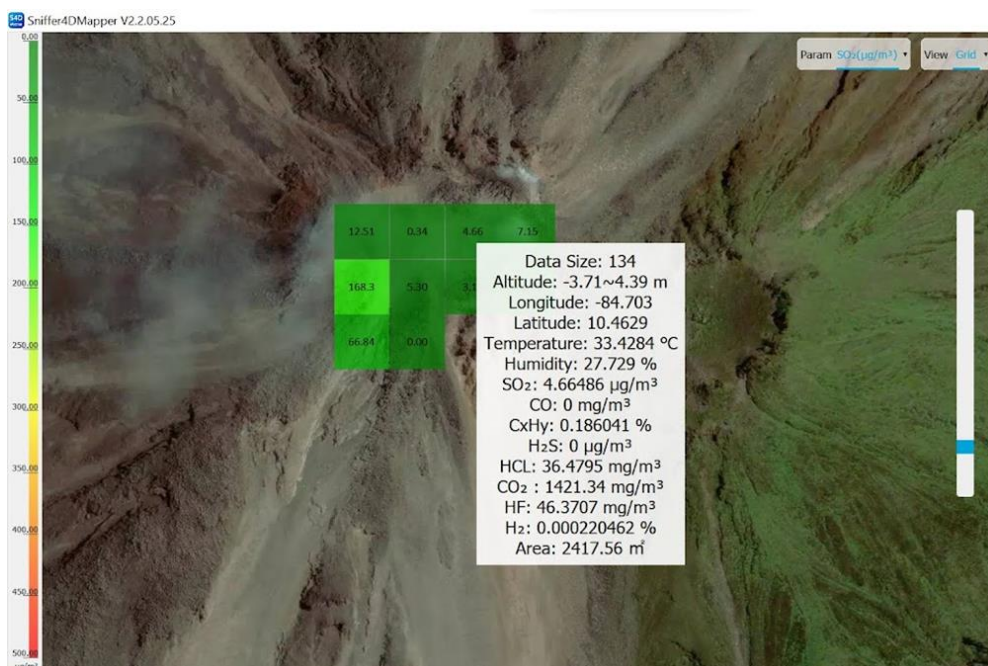 S4D
Sniffer4DMapper V2.2.05.25
0.00
50.00
100.00
150.00
200.00
250.00
300.00
350.00
400.00
450.00
500.00
Param SO₂(μg/m³)
View Grid
12.51 0.34 4.66 7.15
168.3 5.30
66.84 0.00
Data Size: 134
Altitude: -3.71~4.39 m
Longitude: -84.703
Latitude: 10.4629
Temperature: 33.4284 ℃
Humidity: 27.729 %
SO₂: 4.66486 μg/m³
CO: 0 mg/m³
CxHy: 0.186041 %
H₂S: 0 μg/m³
HCL: 36.4795 mg/m³
CO₂ : 1421.34 mg/m³
HF: 46.3707 mg/m³
H₂: 0.000220462 %
Area: 2417.56 ㎡